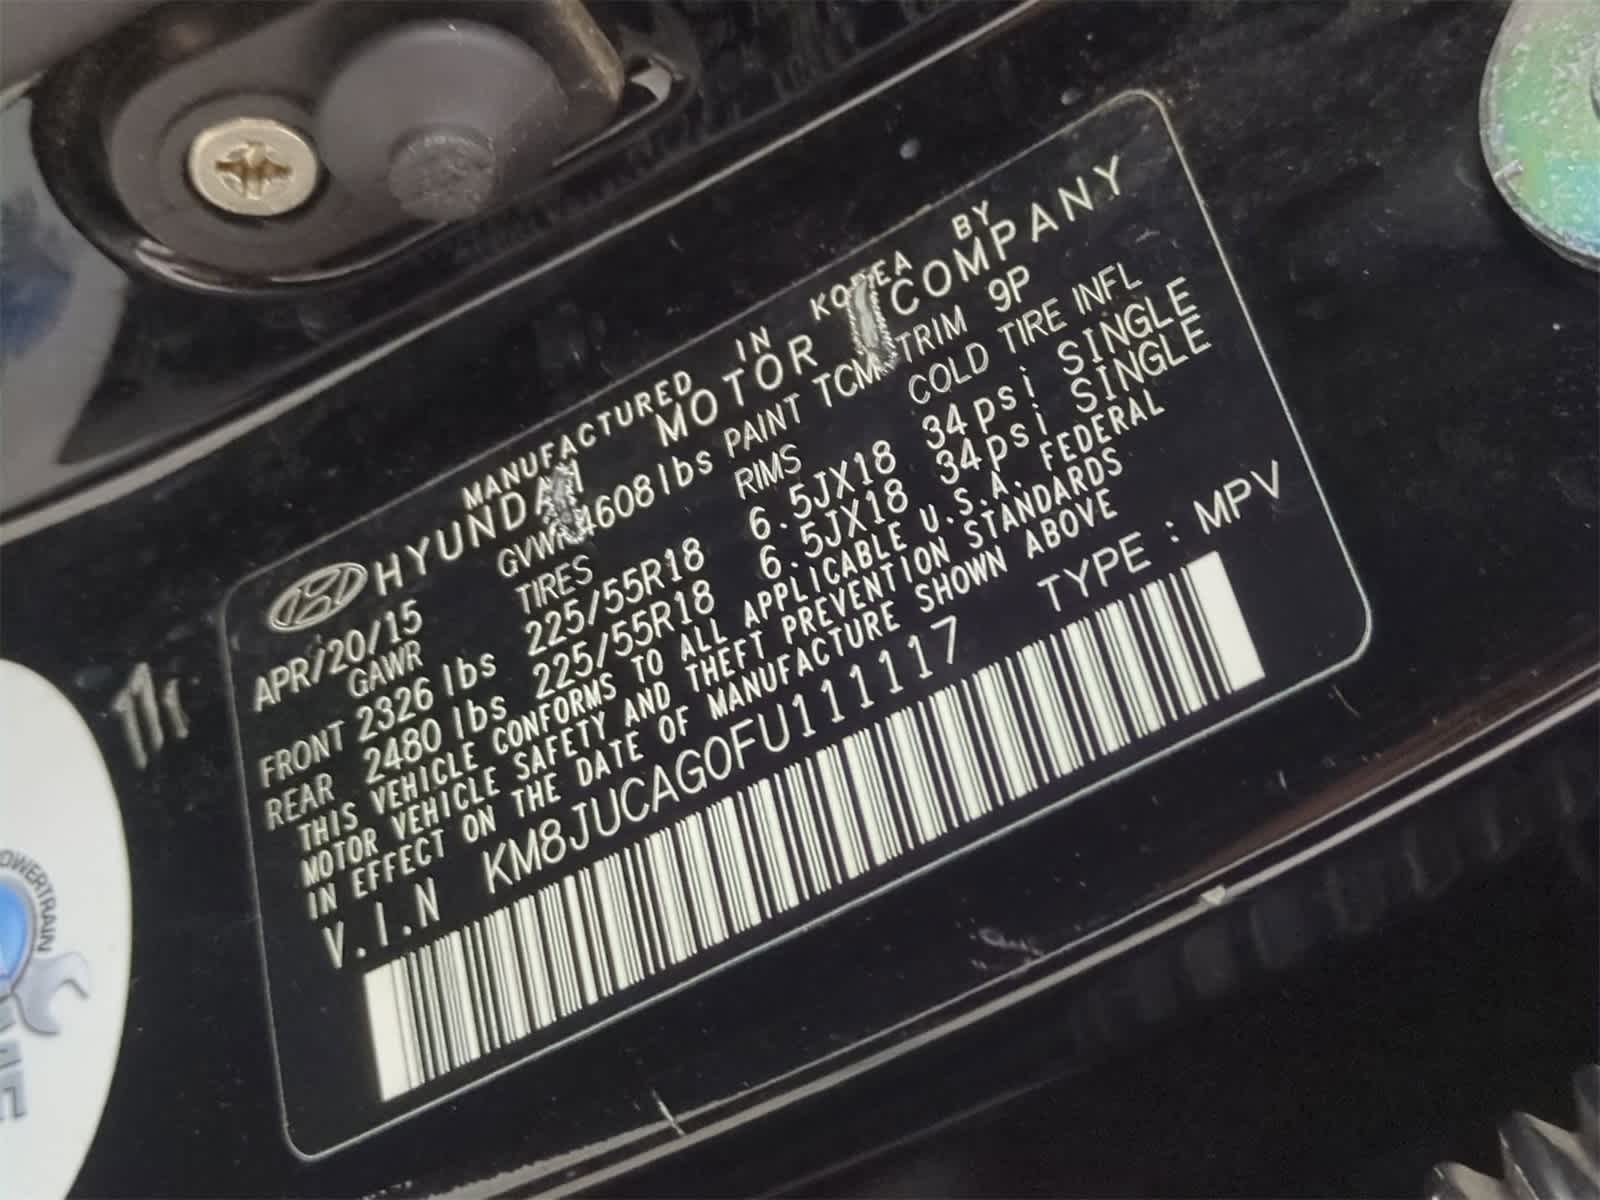 MANUFACTURED IN KOREA BY
HYUNDAI MOTOR COMPANY
APR/20/15 GVWR 4608 lbs PAINT TCM TRIM 9P
GAWR TIRES RIMS COLD TIRE INFL
FRONT 2326 lbs 225/55R18 6.5JX18 34psi SINGLE
REAR 2480 lbs 225/55R18 6.5JX18 34psi SINGLE
THIS VEHICLE CONFORMS TO ALL APPLICABLE U.S.A. FEDERAL
MOTOR VEHICLE SAFETY AND THEFT PREVENTION STANDARDS
IN EFFECT ON THE DATE OF MANUFACTURE SHOWN ABOVE
V.I.N KM8JUCAG0FU111117 TYPE : MPV
POWERTRAIN